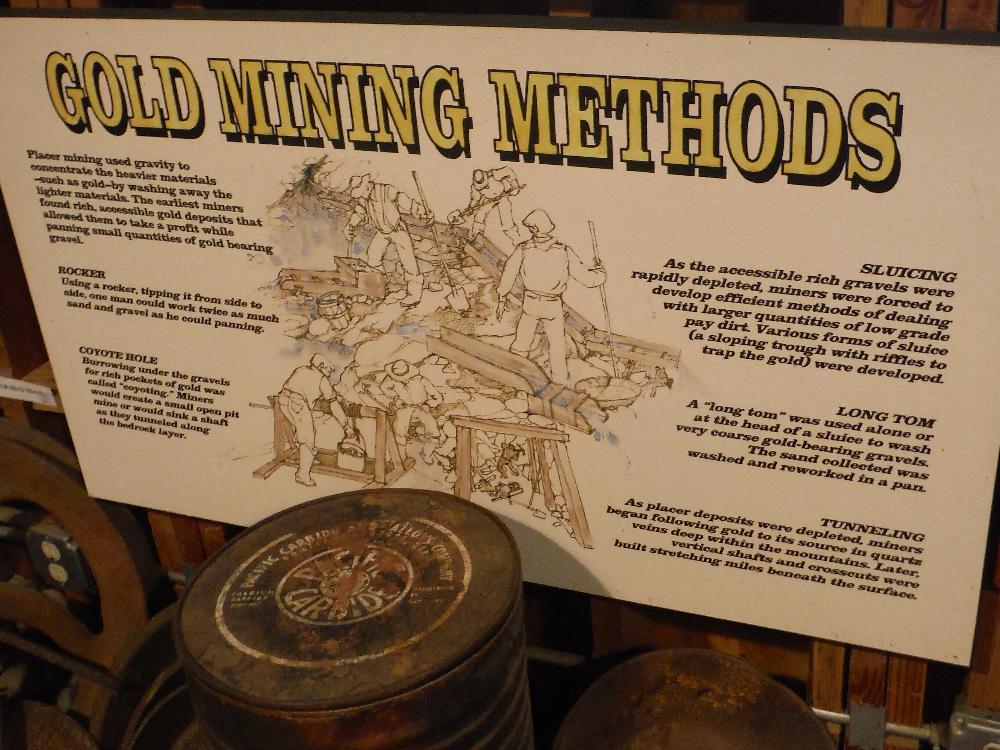 GOLD MINING METHODS
Placer mining used gravity to
concentrate the heavier materials
-such as gold-by washing away the
lighter materials. The earliest miners
found rich, accessible gold deposits that
allowed them to take a profit while
panning small quantities of gold bearing
gravel.
ROCKER
Using a rocker, tipping it from side to
side, one man could work twice as much
sand and gravel as he could panning.
COYOTE HOLE
Burrowing under the gravels
for rich pockets of gold was
called "coyoting." Miners
would create a small open pit
mine or would sink a shaft
as they tunneled along
the bedrock layer.
SLUICING
As the accessible rich gravels were
rapidly depleted, miners were forced to
develop efficient methods of dealing
with larger quantities of low grade
pay dirt. Various forms of sluice
(a sloping trough with riffles to
trap the gold) were developed.
LONG TOM
A "long tom" was used alone or
at the head of a sluice to wash
very coarse gold-bearing gravels.
The sand collected was
washed and reworked in a pan.
TUNNELING
As placer deposits were depleted, miners
began following gold to its source in quartz
veins deep within the mountains. Later,
vertical shafts and crosscuts were
built stretching miles beneath the surface.
PACIFIC CARBIDE
CARBIDE